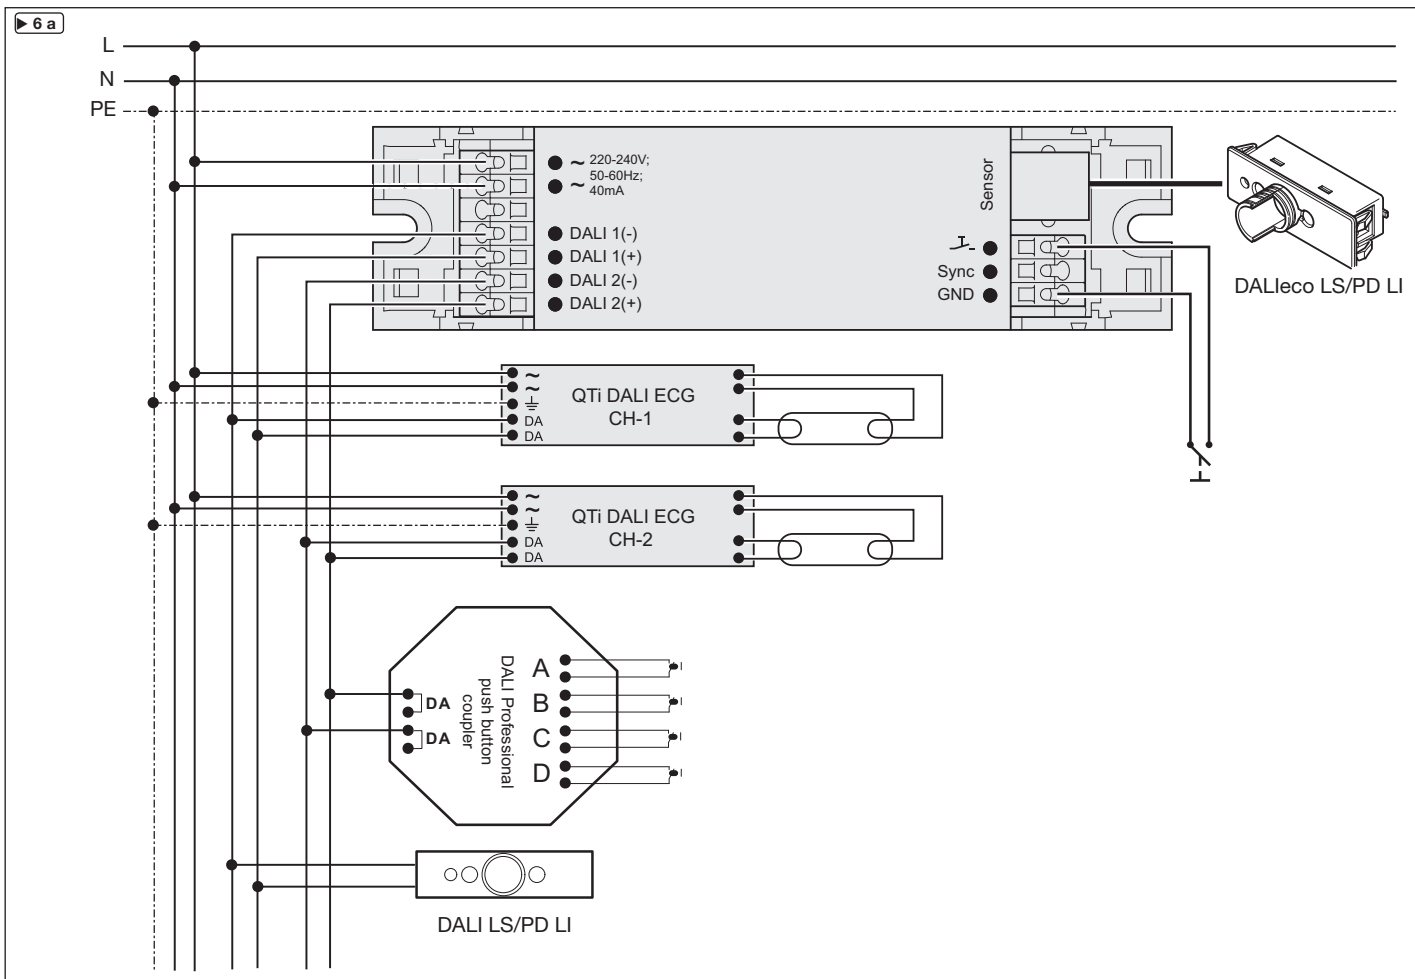 ▶ 6 a
L
N
PE
~ 220-240V;
~ 50-60Hz;
40mA
DALI 1(-)
DALI 1(+)
DALI 2(-)
DALI 2(+)
Sensor
Sync
GND
DALIeco LS/PD LI
~
~
DA
DA
QTi DALI ECG
CH-1
~
~
DA
DA
QTi DALI ECG
CH-2
DA
DA
DALI Professional
push button
coupler
A
B
C
D
DALI LS/PD LI